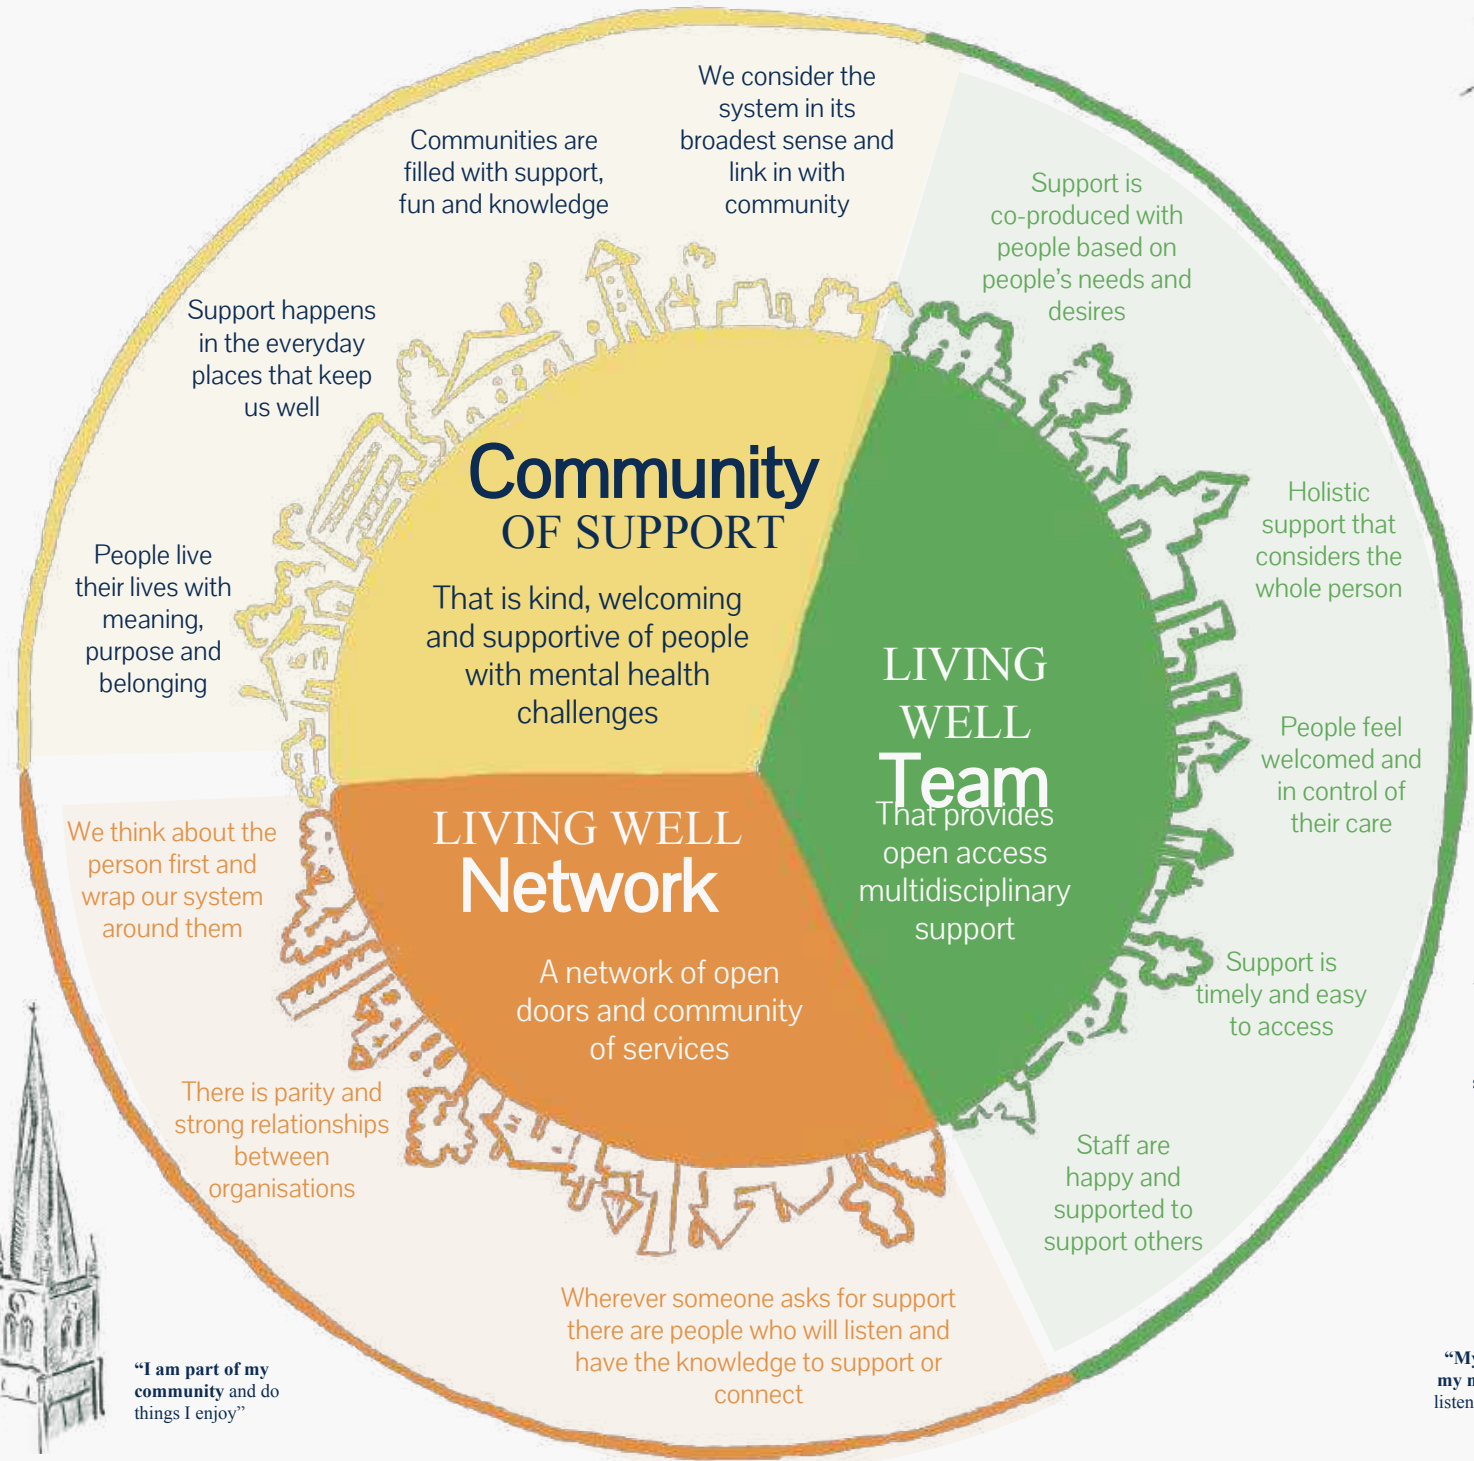 We consider the
system in its
broadest sense and
link in with
community
Communities are
filled with support,
fun and knowledge
Support happens
in the everyday
places that keep
us well
People live
their lives with
meaning,
purpose and
belonging
Community
OF SUPPORT
That is kind, welcoming
and supportive of people
with mental health
challenges
Support is
co-produced with
people based on
people's needs and
desires
Holistic
support that
considers the
whole person
People feel
welcomed and
in control of
their care
Support is
timely and easy
to access
Staff are
happy and
supported to
support others
LIVING
WELL
Team
That provides
open access
multidisciplinary
support
LIVING WELL
Network
A network of open
doors and community
of services
We think about the
person first and
wrap our system
around them
There is parity and
strong relationships
between
organisations
Wherever someone asks for support
there are people who will listen and
have the knowledge to support or
connect
“I am part of my
community and do
things I enjoy”
“My
my
listen